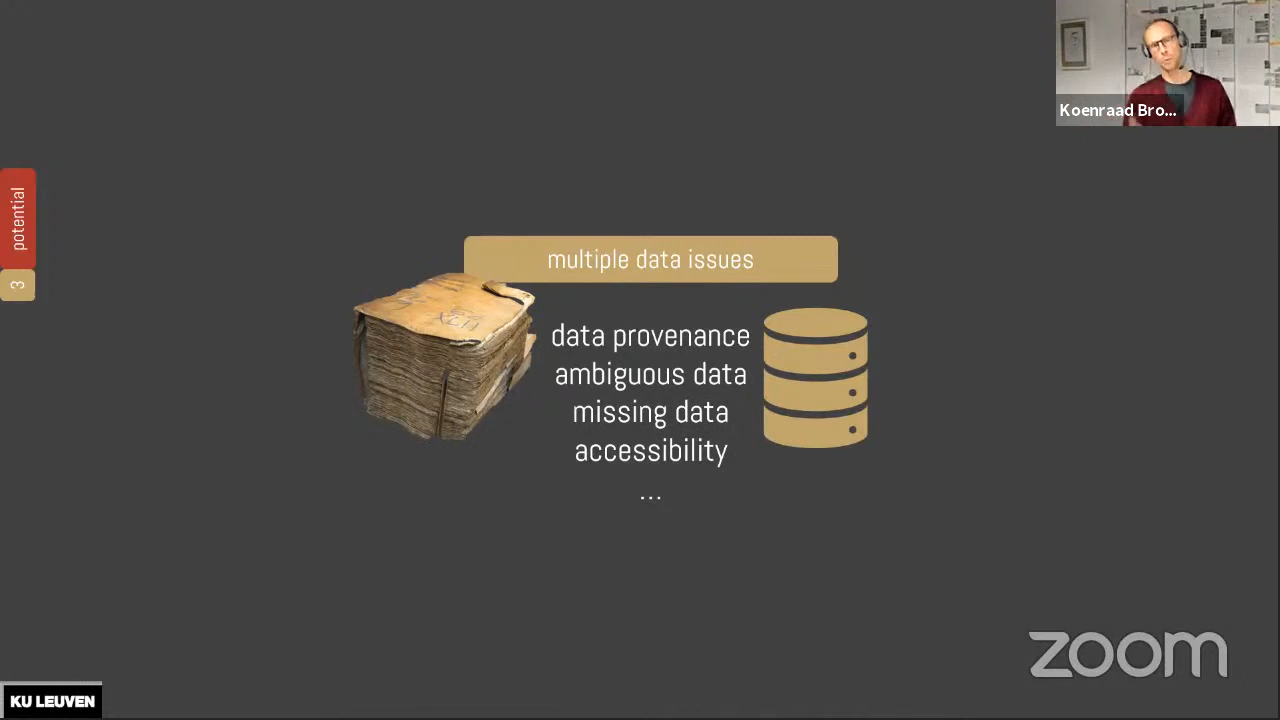 Koenraad Bro...
potential
3
multiple data issues
data provenance
ambiguous data
missing data
accessibility
...
zoom
KU LEUVEN